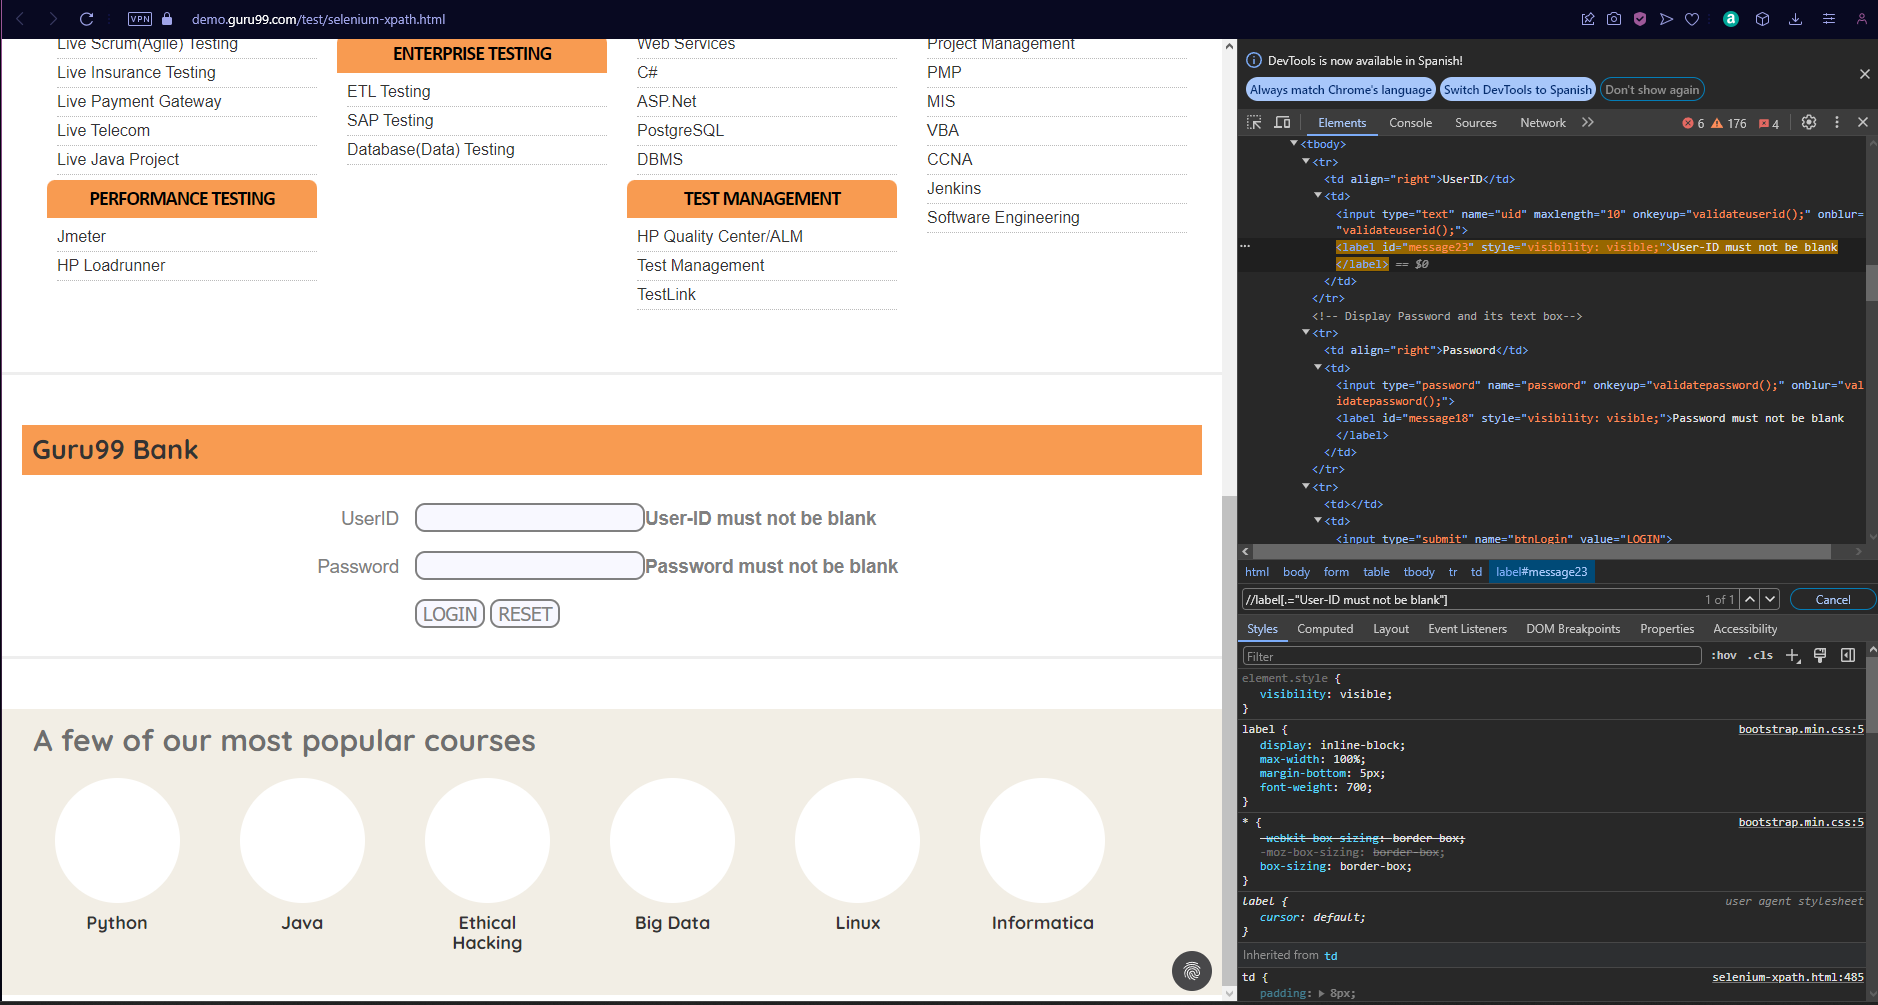 VPN demo.guru99.com/test/selenium-xpath.html
Live Scrum(Agile) Testing
Live Insurance Testing
Live Payment Gateway
Live Telecom
Live Java Project
PERFORMANCE TESTING
Jmeter
HP Loadrunner
ENTERPRISE TESTING
ETL Testing
SAP Testing
Database(Data) Testing
Web Services
C#
ASP.Net
PostgreSQL
DBMS
TEST MANAGEMENT
HP Quality Center/ALM
Test Management
TestLink
Project Management
PMP
MIS
VBA
CCNA
Jenkins
Software Engineering
Guru99 Bank
UserID User-ID must not be blank
Password Password must not be blank
LOGIN RESET
A few of our most popular courses
Python
Java
Ethical
Hacking
Big Data
Linux
Informatica
DevTools is now available in Spanish!
Always match Chrome's language Switch DevTools to Spanish Don't show again
Elements Console Sources Network 6 176 4
<tbody>
<tr>
<td align="right">UserID</td>
<td>
<input type="text" name="uid" maxlength="10" onkeyup="validateuserid();" onblur=
"validateuserid();">
<label id="message23" style="visibility: visible;">User-ID must not be blank
</label> == $0
</td>
</tr>
<!-- Display Password and its text box-->
<tr>
<td align="right">Password</td>
<td>
<input type="password" name="password" onkeyup="validatepassword();" onblur="val
idatepassword();">
<label id="message18" style="visibility: visible;">Password must not be blank
</label>
</td>
</tr>
<tr>
<td></td>
<td>
<input type="submit" name="btnLogin" value="LOGIN">
html body form table tbody tr td label#message23
//label[.="User-ID must not be blank"] 1 of 1 Cancel
Styles Computed Layout Event Listeners DOM Breakpoints Properties Accessibility
Filter :hov .cls
element.style {
visibility: visible;
}
label { bootstrap.min.css:5
display: inline-block;
max-width: 100%;
margin-bottom: 5px;
font-weight: 700;
}
* { bootstrap.min.css:5
-webkit-box-sizing: border-box;
-moz-box-sizing: border-box;
box-sizing: border-box;
}
label { user agent stylesheet
cursor: default;
}
Inherited from td
td { selenium-xpath.html:485
padding: 8px;